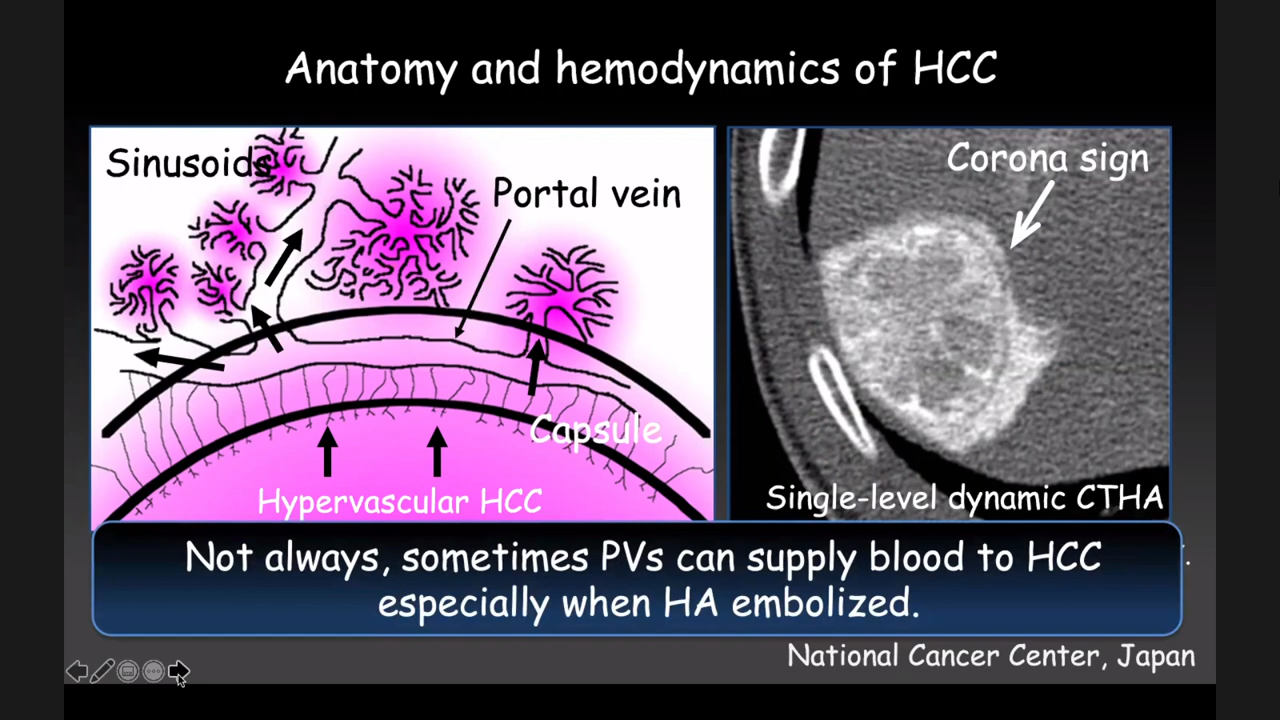 Anatomy and hemodynamics of HCC
Sinusoids
Portal vein
Capsule
Hypervascular HCC
Corona sign
Single-level dynamic CTHA
Not always, sometimes PVs can supply blood to HCC
especially when HA embolized.
National Cancer Center, Japan